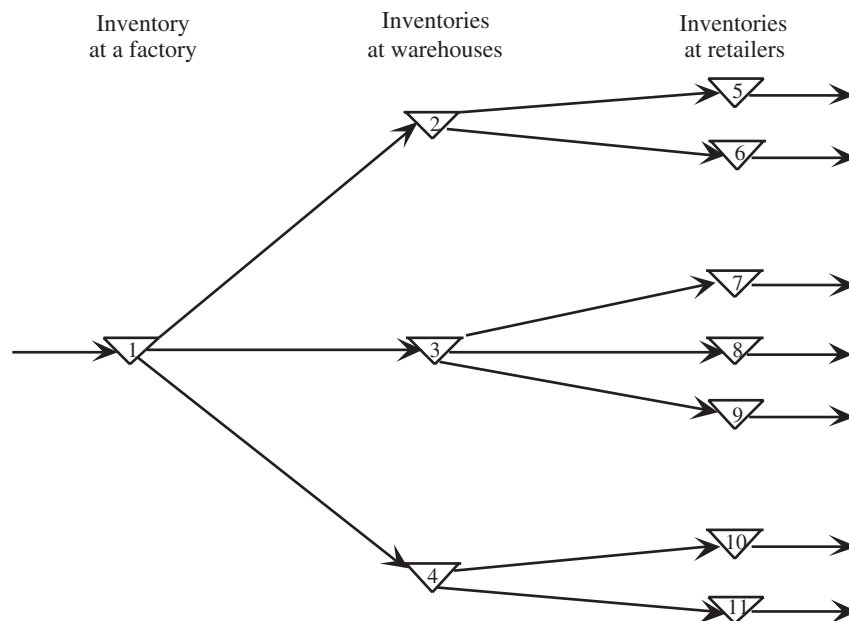 Inventory
at a factory
Inventories
at warehouses
Inventories
at retailers
5
2
6
7
1
3
8
9
10
4
11